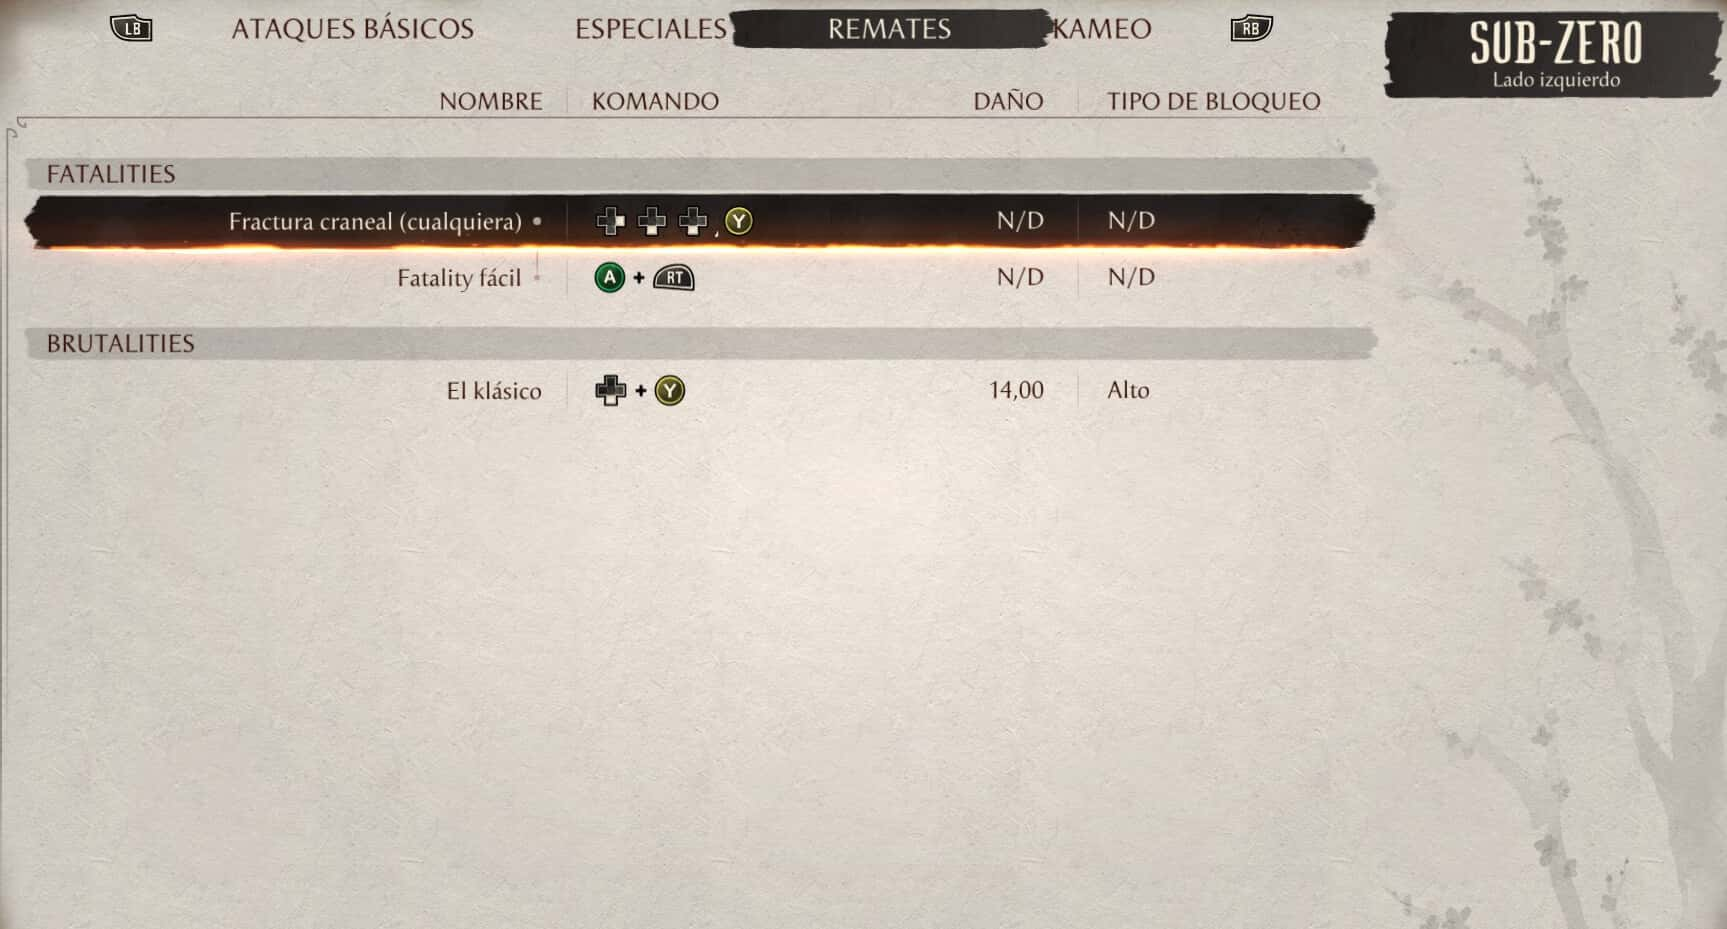 LB ATAQUES BÁSICOS ESPECIALES REMATES KAMEO RB
SUB-ZERO
Lado izquierdo
NOMBRE KOMANDO DAÑO TIPO DE BLOQUEO
FATALITIES
Fractura craneal (cualquiera) , Y N/D N/D
Fatality fácil A + RT N/D N/D
BRUTALITIES
El klásico + Y 14,00 Alto